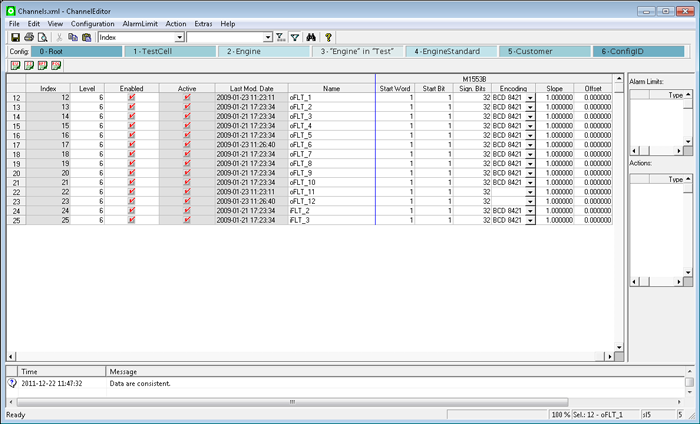 Channels.xml - ChannelEditor
File Edit View Configuration AlarmLimit Action Extras Help
Index
Config: 0 - Root 1 - TestCell 2 - Engine 3 - "Engine" in "Test" 4 - EngineStandard 5 - Customer 6 - ConfigID
M1553B
Index Level Enabled Active Last Mod. Date Name Start Word Start Bit Sign. Bits Encoding Slope Offset
12 12 6 2009-01-23 11:23:11 oFLT_1 1 1 32 BCD 8421 1.000000 0.000000
13 13 6 2009-01-21 17:23:34 oFLT_2 1 1 32 BCD 8421 1.000000 0.000000
14 14 6 2009-01-21 17:23:34 oFLT_3 1 1 32 BCD 8421 1.000000 0.000000
15 15 6 2009-01-21 17:23:34 oFLT_4 1 1 32 BCD 8421 1.000000 0.000000
16 16 6 2009-01-21 17:23:34 oFLT_5 1 1 32 BCD 8421 1.000000 0.000000
17 17 6 2009-01-23 11:26:40 oFLT_6 1 1 32 BCD 8421 1.000000 0.000000
18 18 6 2009-01-21 17:23:34 oFLT_7 1 1 32 BCD 8421 1.000000 0.000000
19 19 6 2009-01-21 17:23:34 oFLT_8 1 1 32 BCD 8421 1.000000 0.000000
20 20 6 2009-01-21 17:23:34 oFLT_9 1 1 32 BCD 8421 1.000000 0.000000
21 21 6 2009-01-21 17:23:34 oFLT_10 1 1 32 BCD 8421 1.000000 0.000000
22 22 6 2009-01-23 11:23:11 oFLT_11 1 1 32 1.000000 0.000000
23 23 6 2009-01-23 11:26:40 oFLT_12 1 1 32 1.000000 0.000000
24 24 6 2009-01-21 17:23:34 iFLT_2 1 1 32 BCD 8421 1.000000 0.000000
25 25 6 2009-01-21 17:23:34 iFLT_3 1 1 32 BCD 8421 1.000000 0.000000
Alarm Limits:
Type
Actions:
Type
Time Message
2011-12-22 11:47:32 Data are consistent.
Ready 100 % Sel.: 12 - oFLT_1 sl5 5